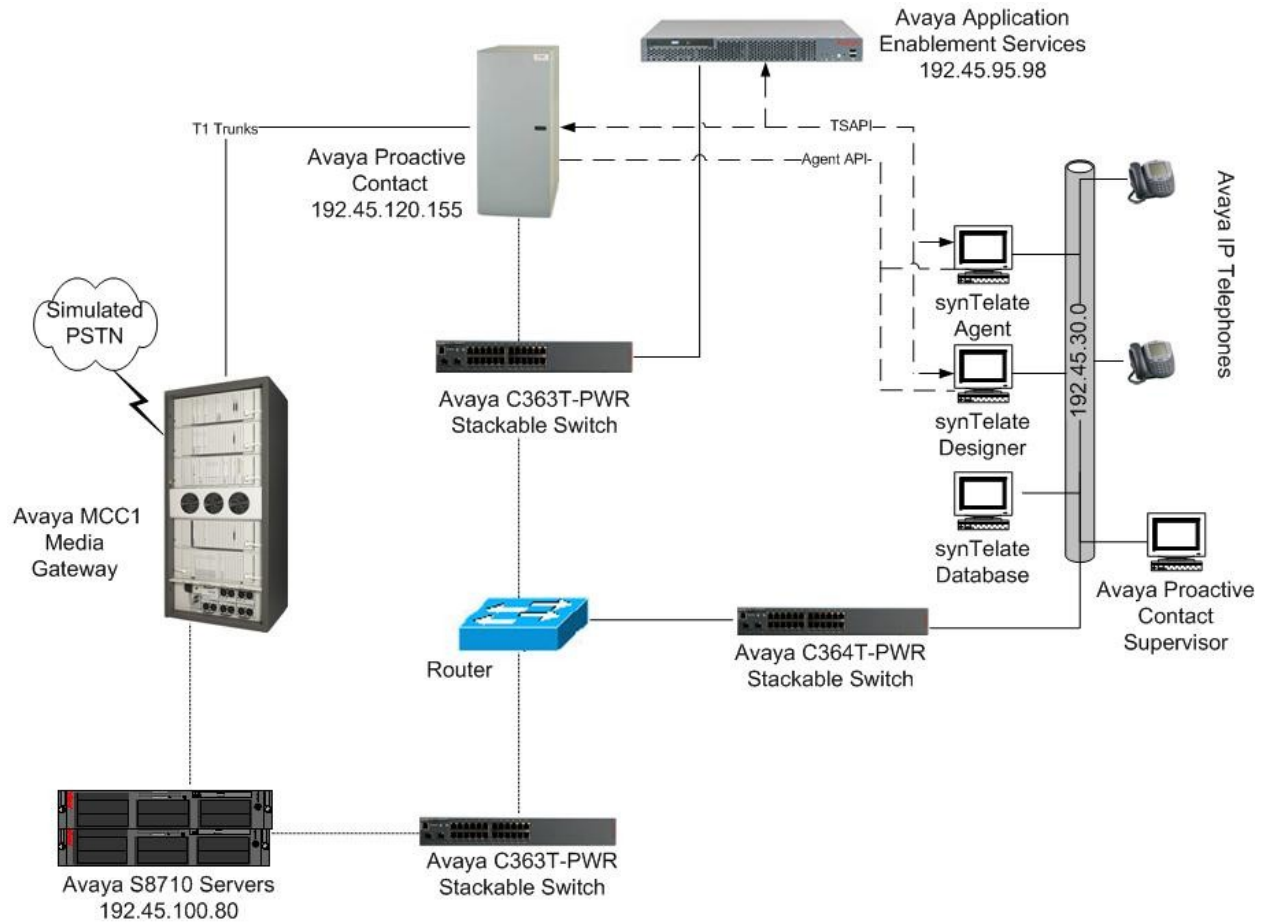 Avaya Application
Enablement Services
192.45.95.98
T1 Trunks
TSAPI
Agent API
Avaya Proactive
Contact
192.45.120.155
Simulated
PSTN
Avaya C363T-PWR
Stackable Switch
synTelate
Agent
synTelate
Designer
synTelate
Database
192.45.30.0
Avaya IP Telephones
Avaya Proactive
Contact
Supervisor
Avaya MCC1
Media
Gateway
Router
Avaya C364T-PWR
Stackable Switch
Avaya C363T-PWR
Stackable Switch
Avaya S8710 Servers
192.45.100.80